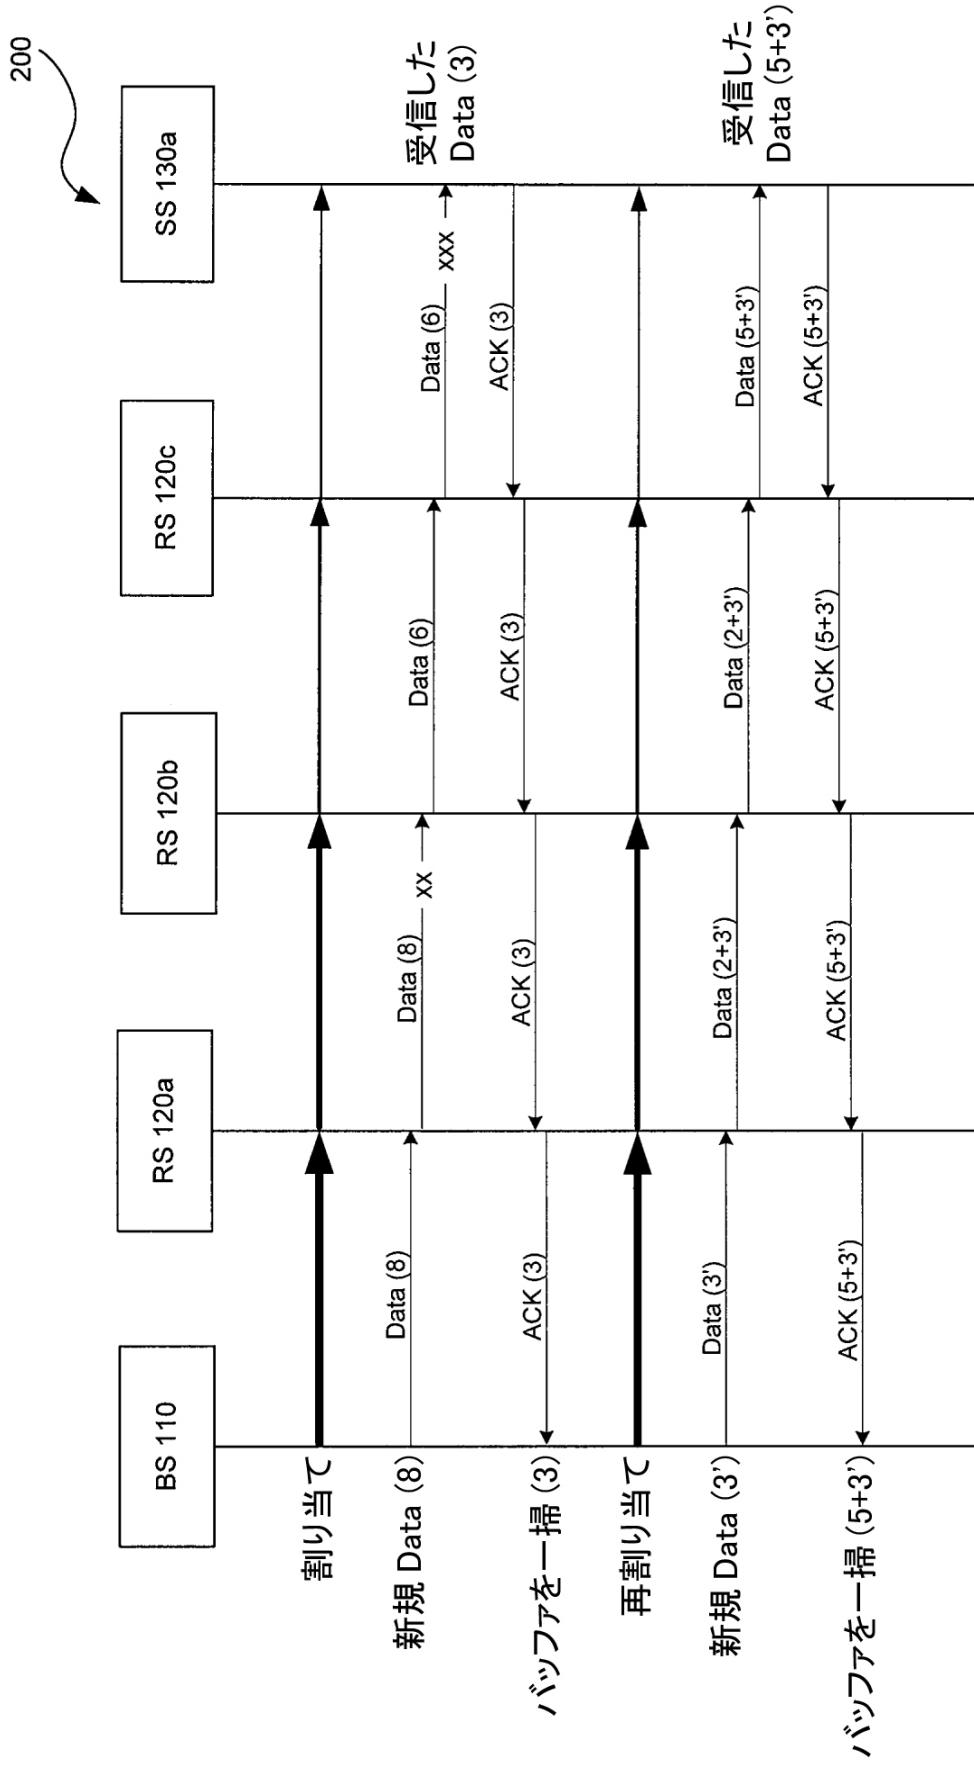 200
BS 110
RS 120a
RS 120b
RS 120c
SS 130a
割り当て
新規 Data (8)
Data (8)
Data (8)
xx
Data (6)
Data (6)
xxx
受信した
Data (3)
ACK (3)
ACK (3)
ACK (3)
ACK (3)
バッファを一掃 (3)
再割り当て
新規 Data (3')
Data (3')
Data (2+3')
Data (2+3')
Data (5+3')
受信した
Data (5+3')
ACK (5+3')
ACK (5+3')
ACK (5+3')
ACK (5+3')
バッファを一掃 (5+3')